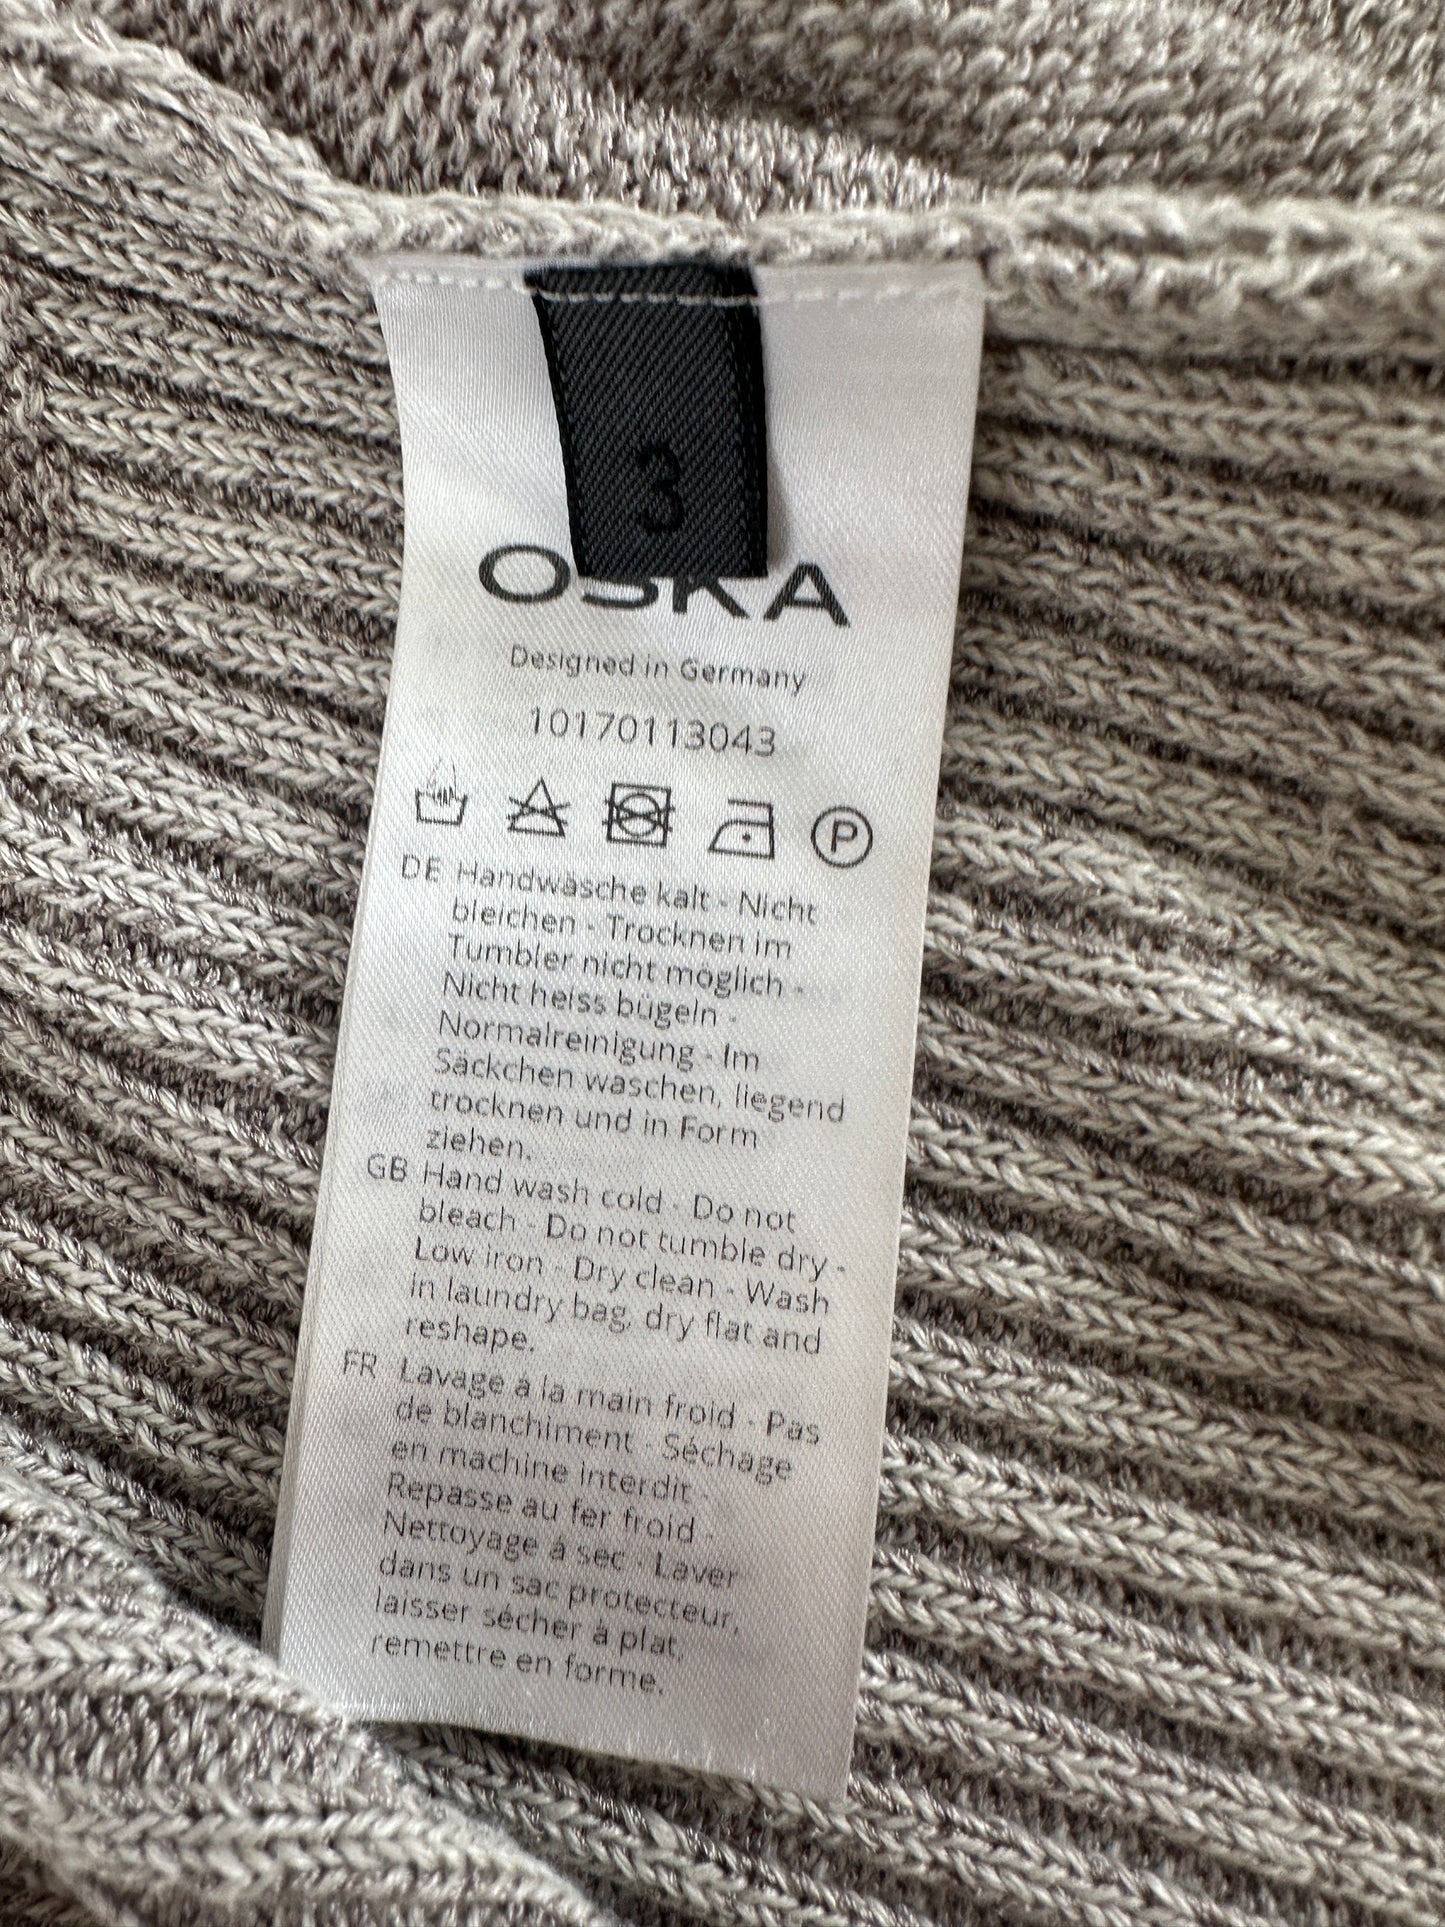 3
OSKA
Designed in Germany
10170113043
P
DE Handwäsche kalt - Nicht
bleichen - Trocknen im
Tumbler nicht möglich -
Nicht heiss bügeln -
Normalreinigung - Im
Säckchen waschen, liegend
trocknen und in Form
ziehen.
GB Hand wash cold - Do not
bleach - Do not tumble dry -
Low iron - Dry clean - Wash
in laundry bag, dry flat and
reshape.
FR Lavage à la main froid - Pas
de blanchiment - Séchage
en machine interdit -
Repasse au fer froid -
Nettoyage à sec - Laver
dans un sac protecteur,
laisser sécher à plat,
remettre en forme.